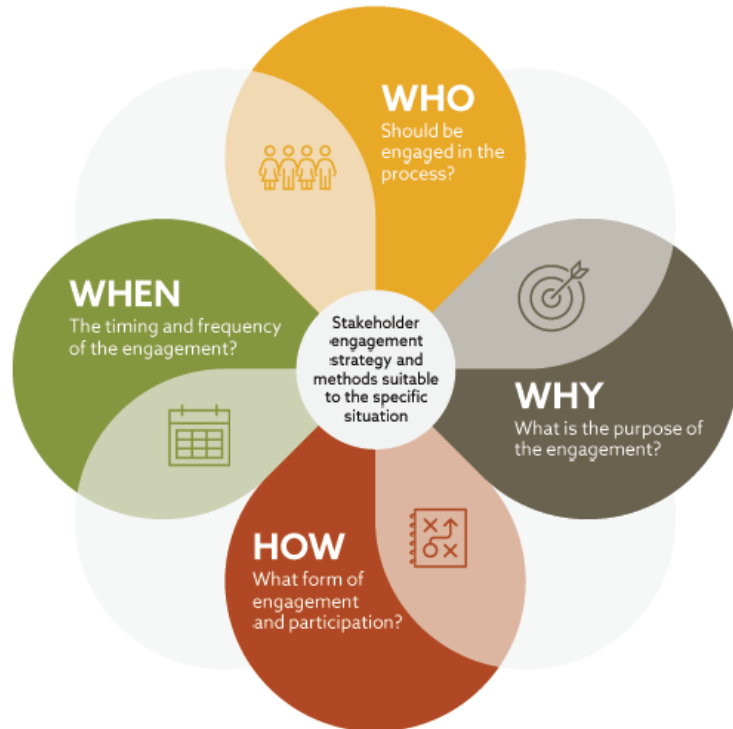 WHO
Should be
engaged in the
process?
WHEN
The timing and frequency
of the engagement?
Stakeholder
engagement
strategy and
methods suitable
to the specific
situation
WHY
What is the purpose of
the engagement?
HOW
What form of
engagement
and participation?